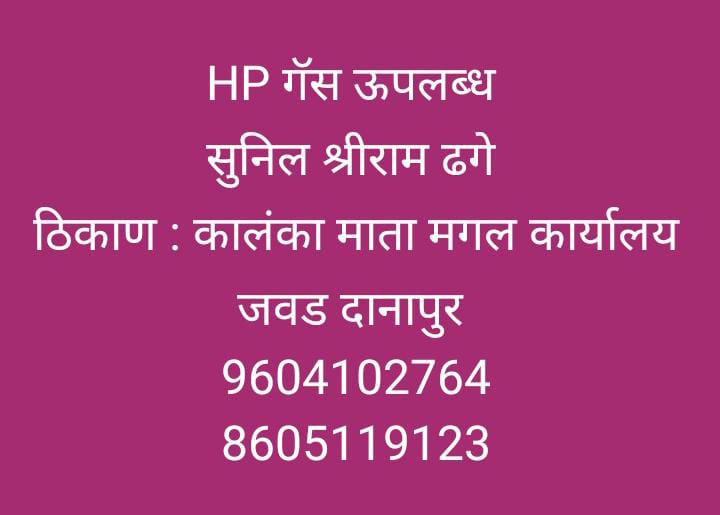 HP गॅस ऊपलब्ध
सुनिल श्रीराम ढगे
ठिकाण : कालंका माता मगल कार्यालय
जवड दानापुर
9604102764
8605119123